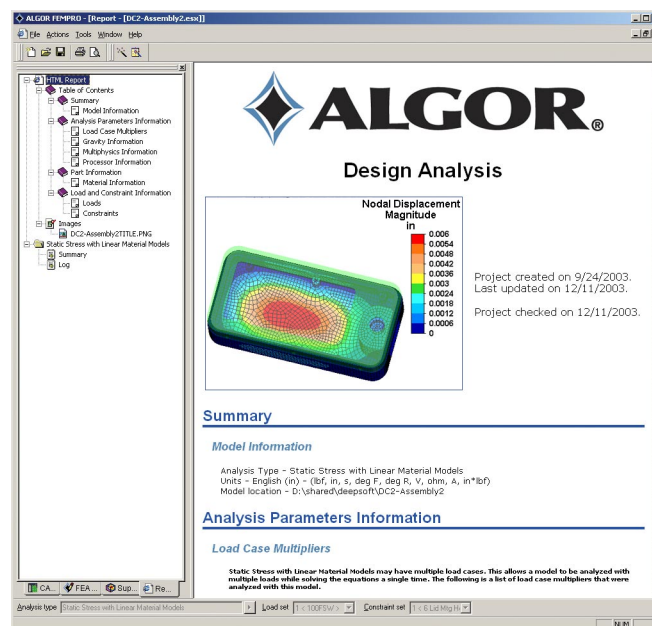 ALGOR FEMPRO - [Report - [DC2-Assembly2.esx]]
File Actions Tools Window Help
HTML Report
Table of Contents
Summary
Model Information
Analysis Parameters Information
Load Case Multipliers
Gravity Information
Multiphysics Information
Processor Information
Part Information
Material Information
Load and Constraint Information
Loads
Constraints
Images
DC2-Assembly2TITLE.PNG
Static Stress with Linear Material Models
Summary
Log
CA... FEA... Sup... Re...
ALGOR®
Design Analysis
Nodal Displacement
Magnitude
in
0.006
0.0054
0.0048
0.0042
0.0036
0.003
0.0024
0.0018
0.0012
0.0006
0
Project created on 9/24/2003.
Last updated on 12/11/2003.
Project checked on 12/11/2003.
Summary
Model Information
Analysis Type - Static Stress with Linear Material Models
Units - English (in) - (lbf, in, s, deg F, deg R, V, ohm, A, in*lbf)
Model location - D:\shared\deepsoft\DC2-Assembly2
Analysis Parameters Information
Load Case Multipliers
Static Stress with Linear Material Models may have multiple load cases. This allows a model to be analyzed with
multiple loads while solving the equations a single time. The following is a list of load case multipliers that were
analyzed with this model.
Analysis type Static Stress with Linear Material Models Load set 1 < 100FSW > Constraint set 1 < 6 Lid Mtg H
NUM